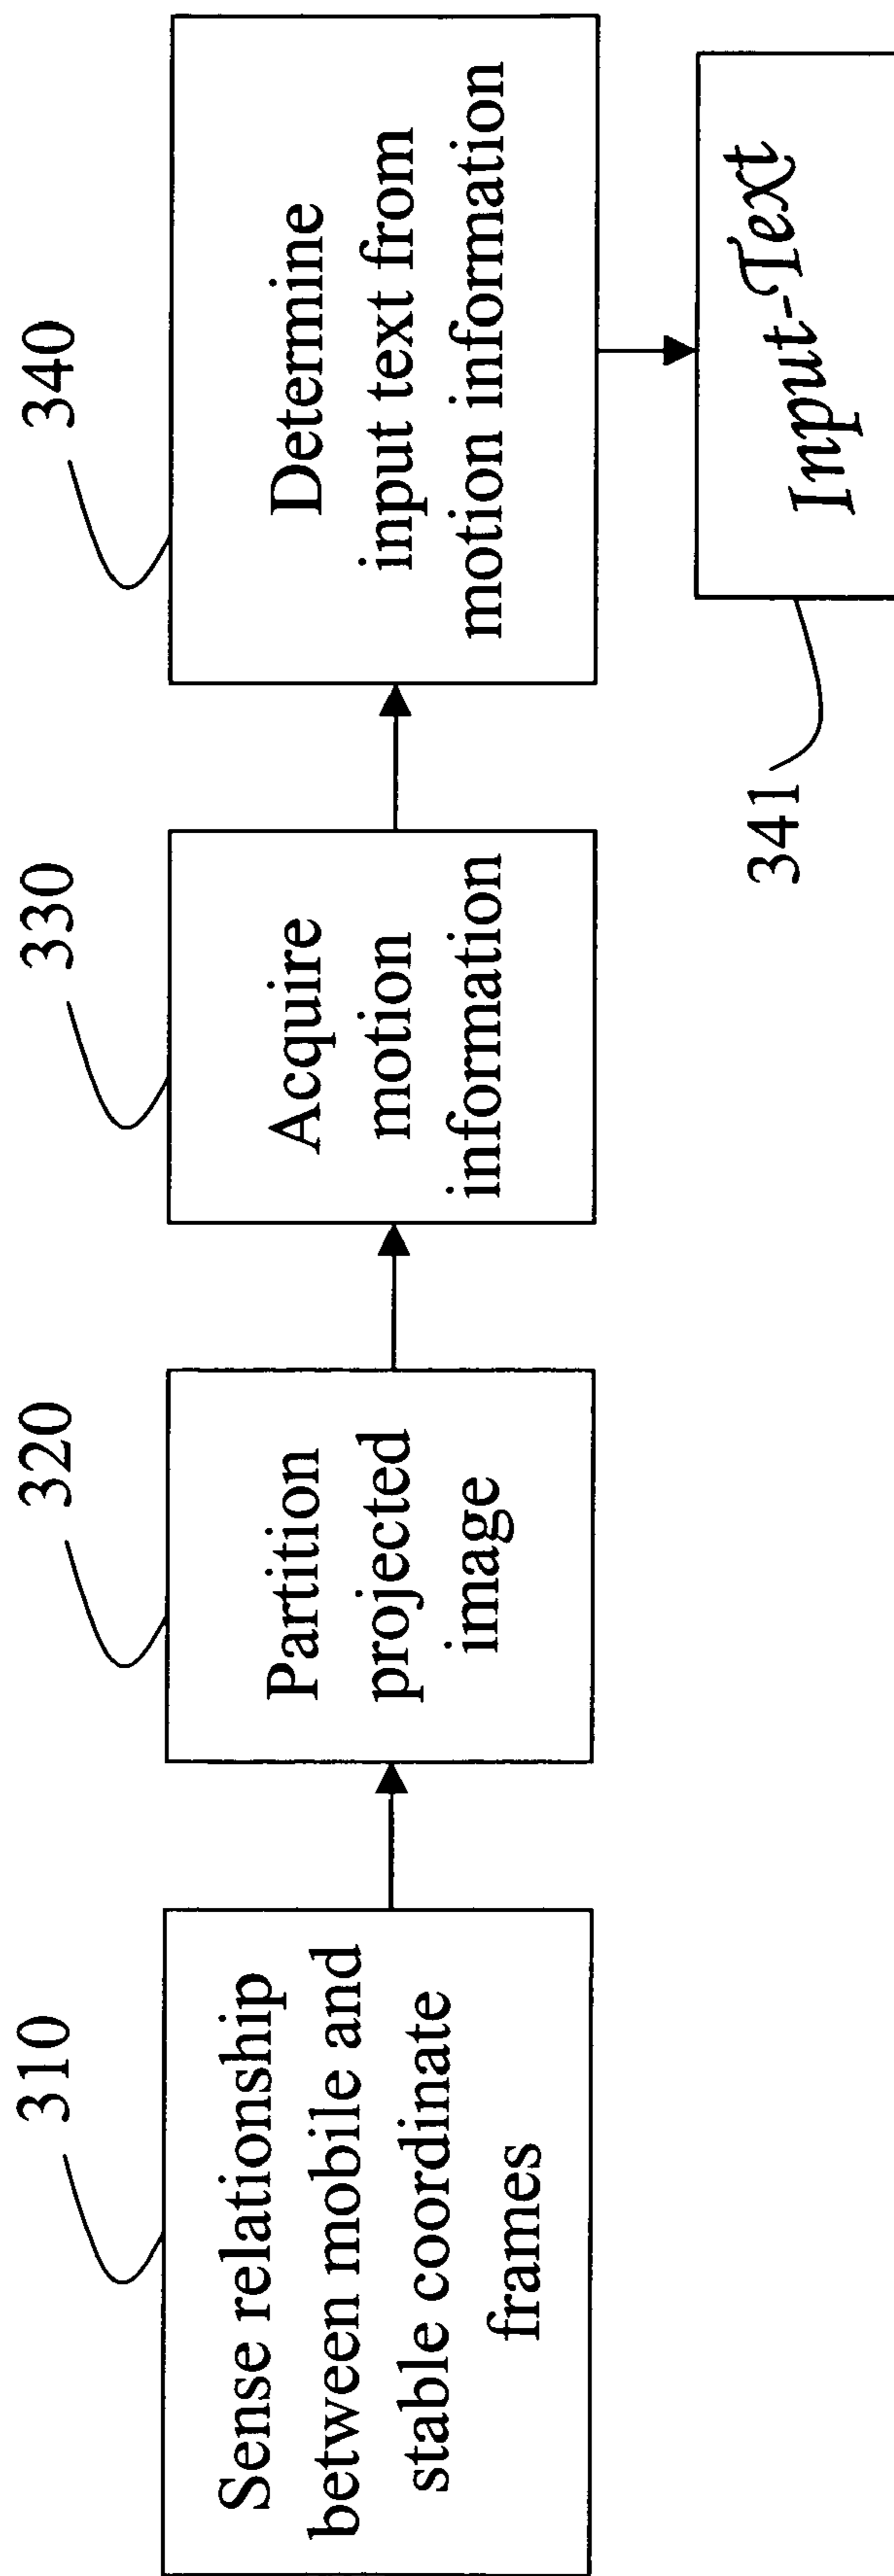 310
Sense relationship
between mobile and
stable coordinate
frames
320
Partition
projected
image
330
Acquire
motion
information
340
Determine
input text from
motion information
341
Input-Text